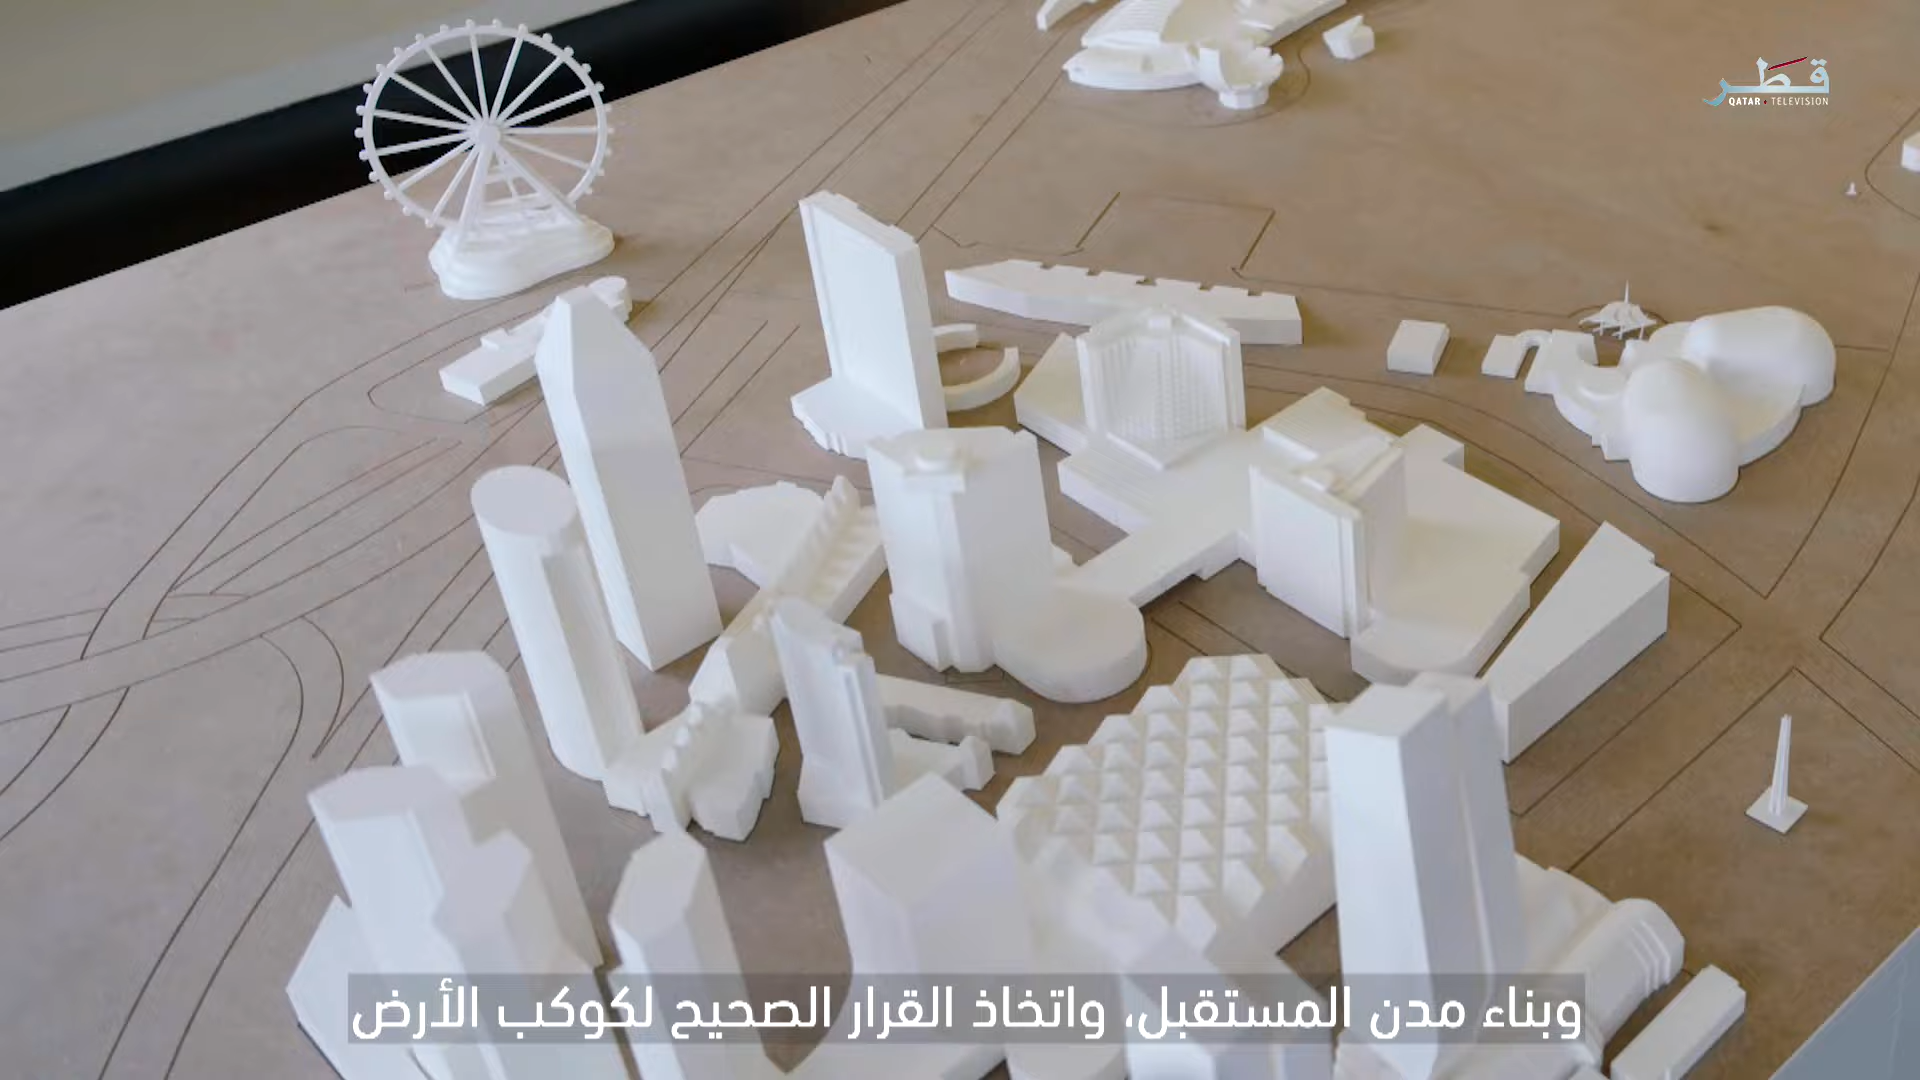 قطر
QATAR TELEVISION
وبناء مدن المستقبل، واتخاذ القرار الصحيح لكوكب الأرض